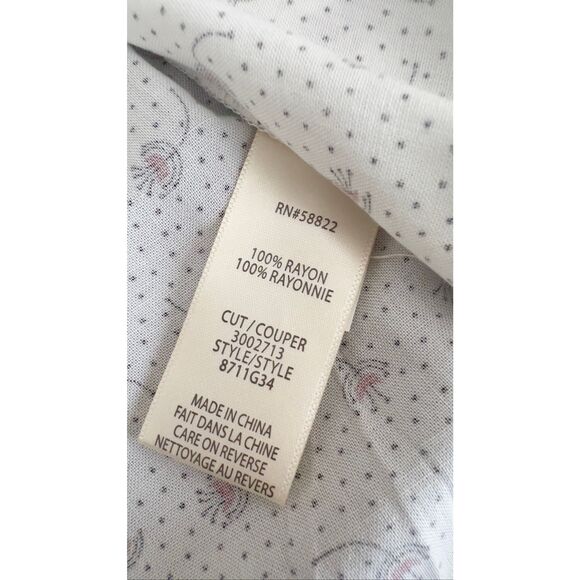 RN#58822
100% RAYON
100% RAYONNIE
CUT/COUPER
3002713
STYLE/STYLE
8711G34
MADE IN CHINA
FAIT DANS LA CHINE
CARE ON REVERSE
NETTOYAGE AU REVERS